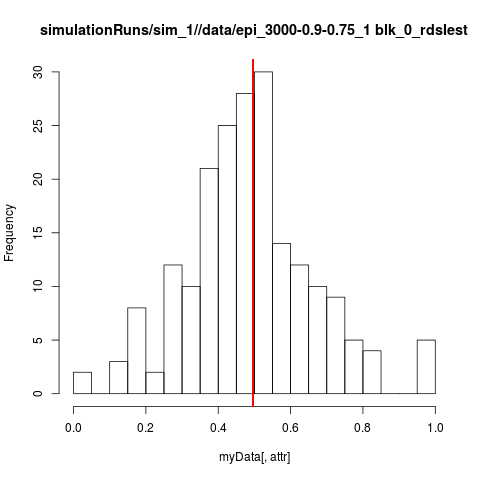 simulationRuns/sim_1//data/epi_3000-0.9-0.75_1 blk_0_rdslest
Frequency
30
25
20
15
10
5
0
0.0 0.2 0.4 0.6 0.8 1.0
myData[, attr]